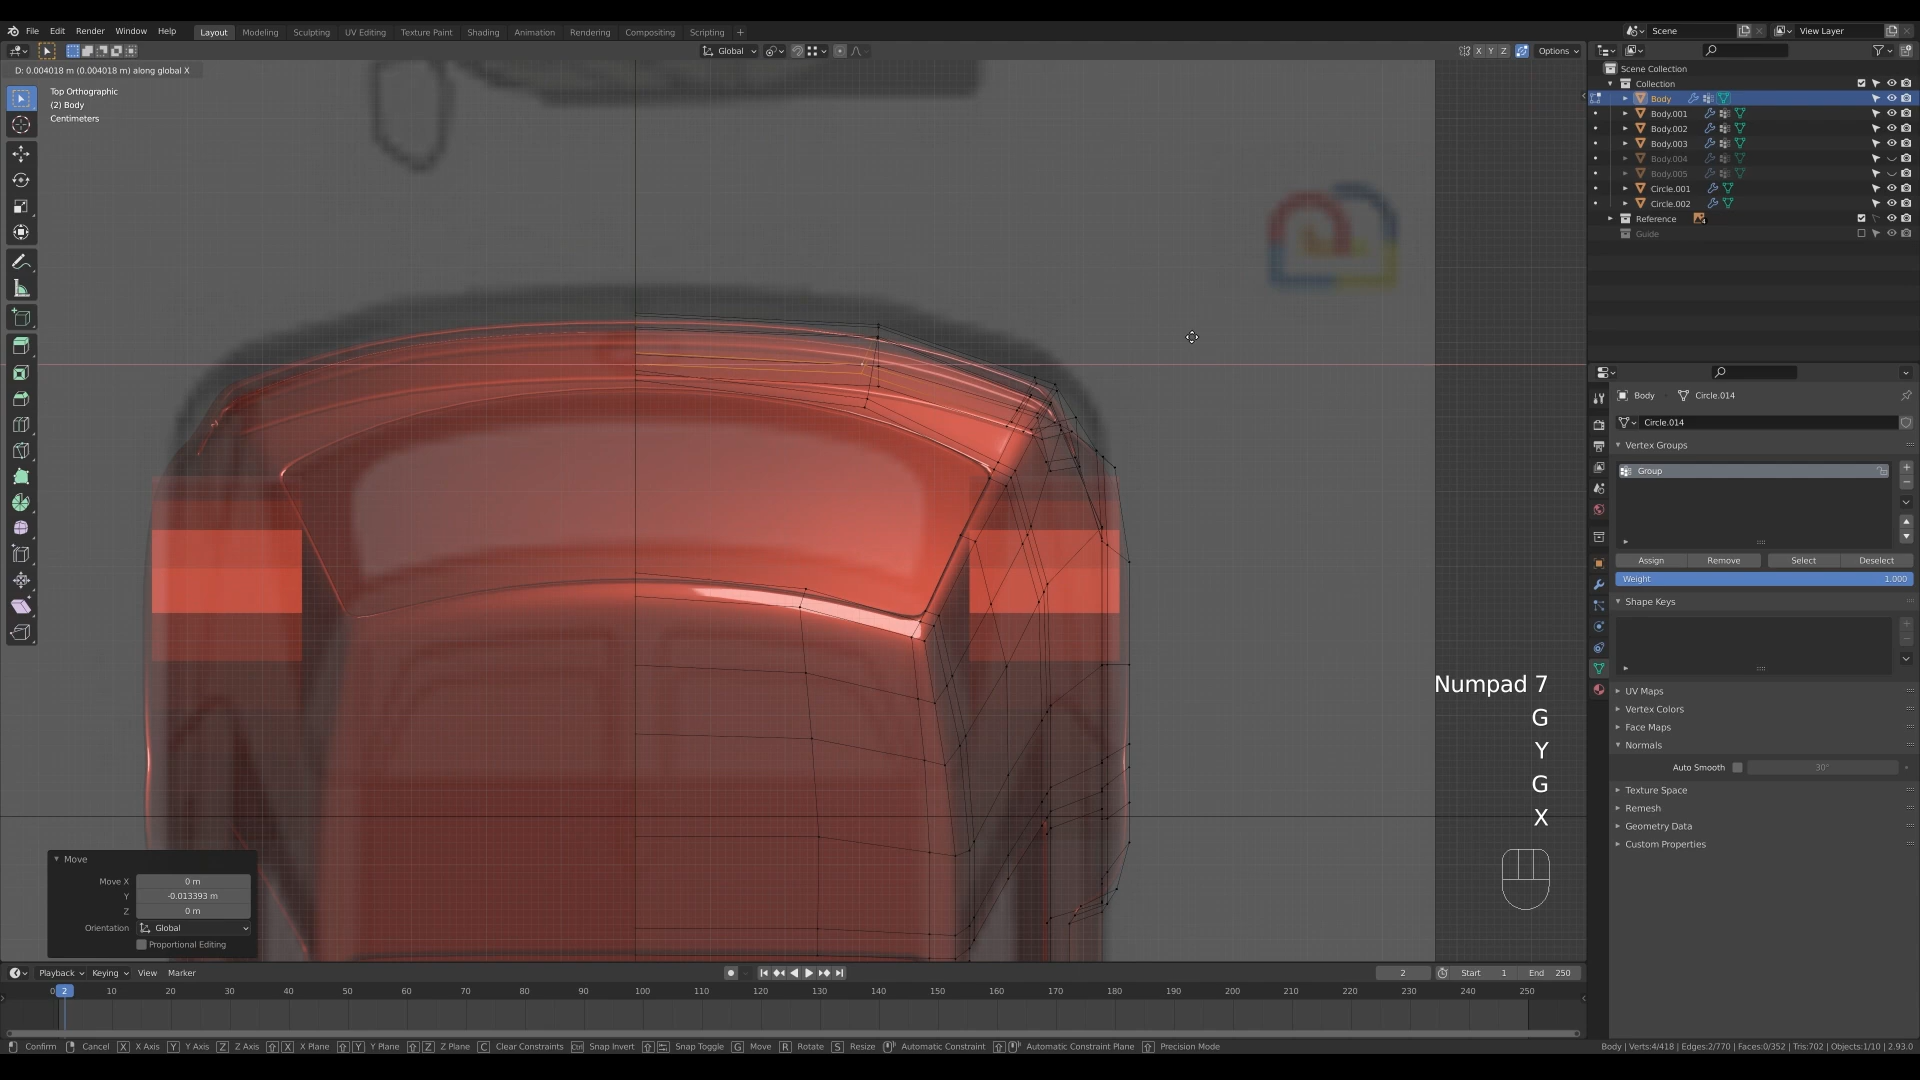 File Edit Render Window Help
Layout Modeling Sculpting UV Editing Texture Paint Shading Animation Rendering Compositing Scripting +
Scene
View Layer
Global
X Y Z
Options
D: 0.004018 m (0.004018 m) along global X
Top Orthographic
(2) Body
Centimeters
Scene Collection
Collection
Body
Body.001
Body.002
Body.003
Body.004
Body.005
Circle.001
Circle.002
Reference
Guide
Body
Circle.014
Circle.014
Vertex Groups
Group
Assign Remove Select Deselect
Weight 1.000
Shape Keys
UV Maps
Vertex Colors
Face Maps
Normals
Auto Smooth 30°
Texture Space
Remesh
Geometry Data
Custom Properties
Numpad 7
G
Y
G
X
Move
Move X 0 m
Y -0.013393 m
Z 0 m
Orientation Global
Proportional Editing
Playback Keying View Marker
2 Start 1 End 250
0 2 10 20 30 40 50 60 70 80 90 100 110 120 130 140 150 160 170 180 190 200 210 220 230 240 250
Confirm Cancel X X Axis Y Y Axis Z Z Axis X X Plane Y Y Plane Z Z Plane C Clear Constraints Ctrl Snap Invert Snap Toggle G Move R Rotate S Resize Automatic Constraint Automatic Constraint Plane Precision Mode
Body | Verts:4/418 | Edges:2/770 | Faces:0/352 | Tris:702 | Objects:1/10 | 2.93.0